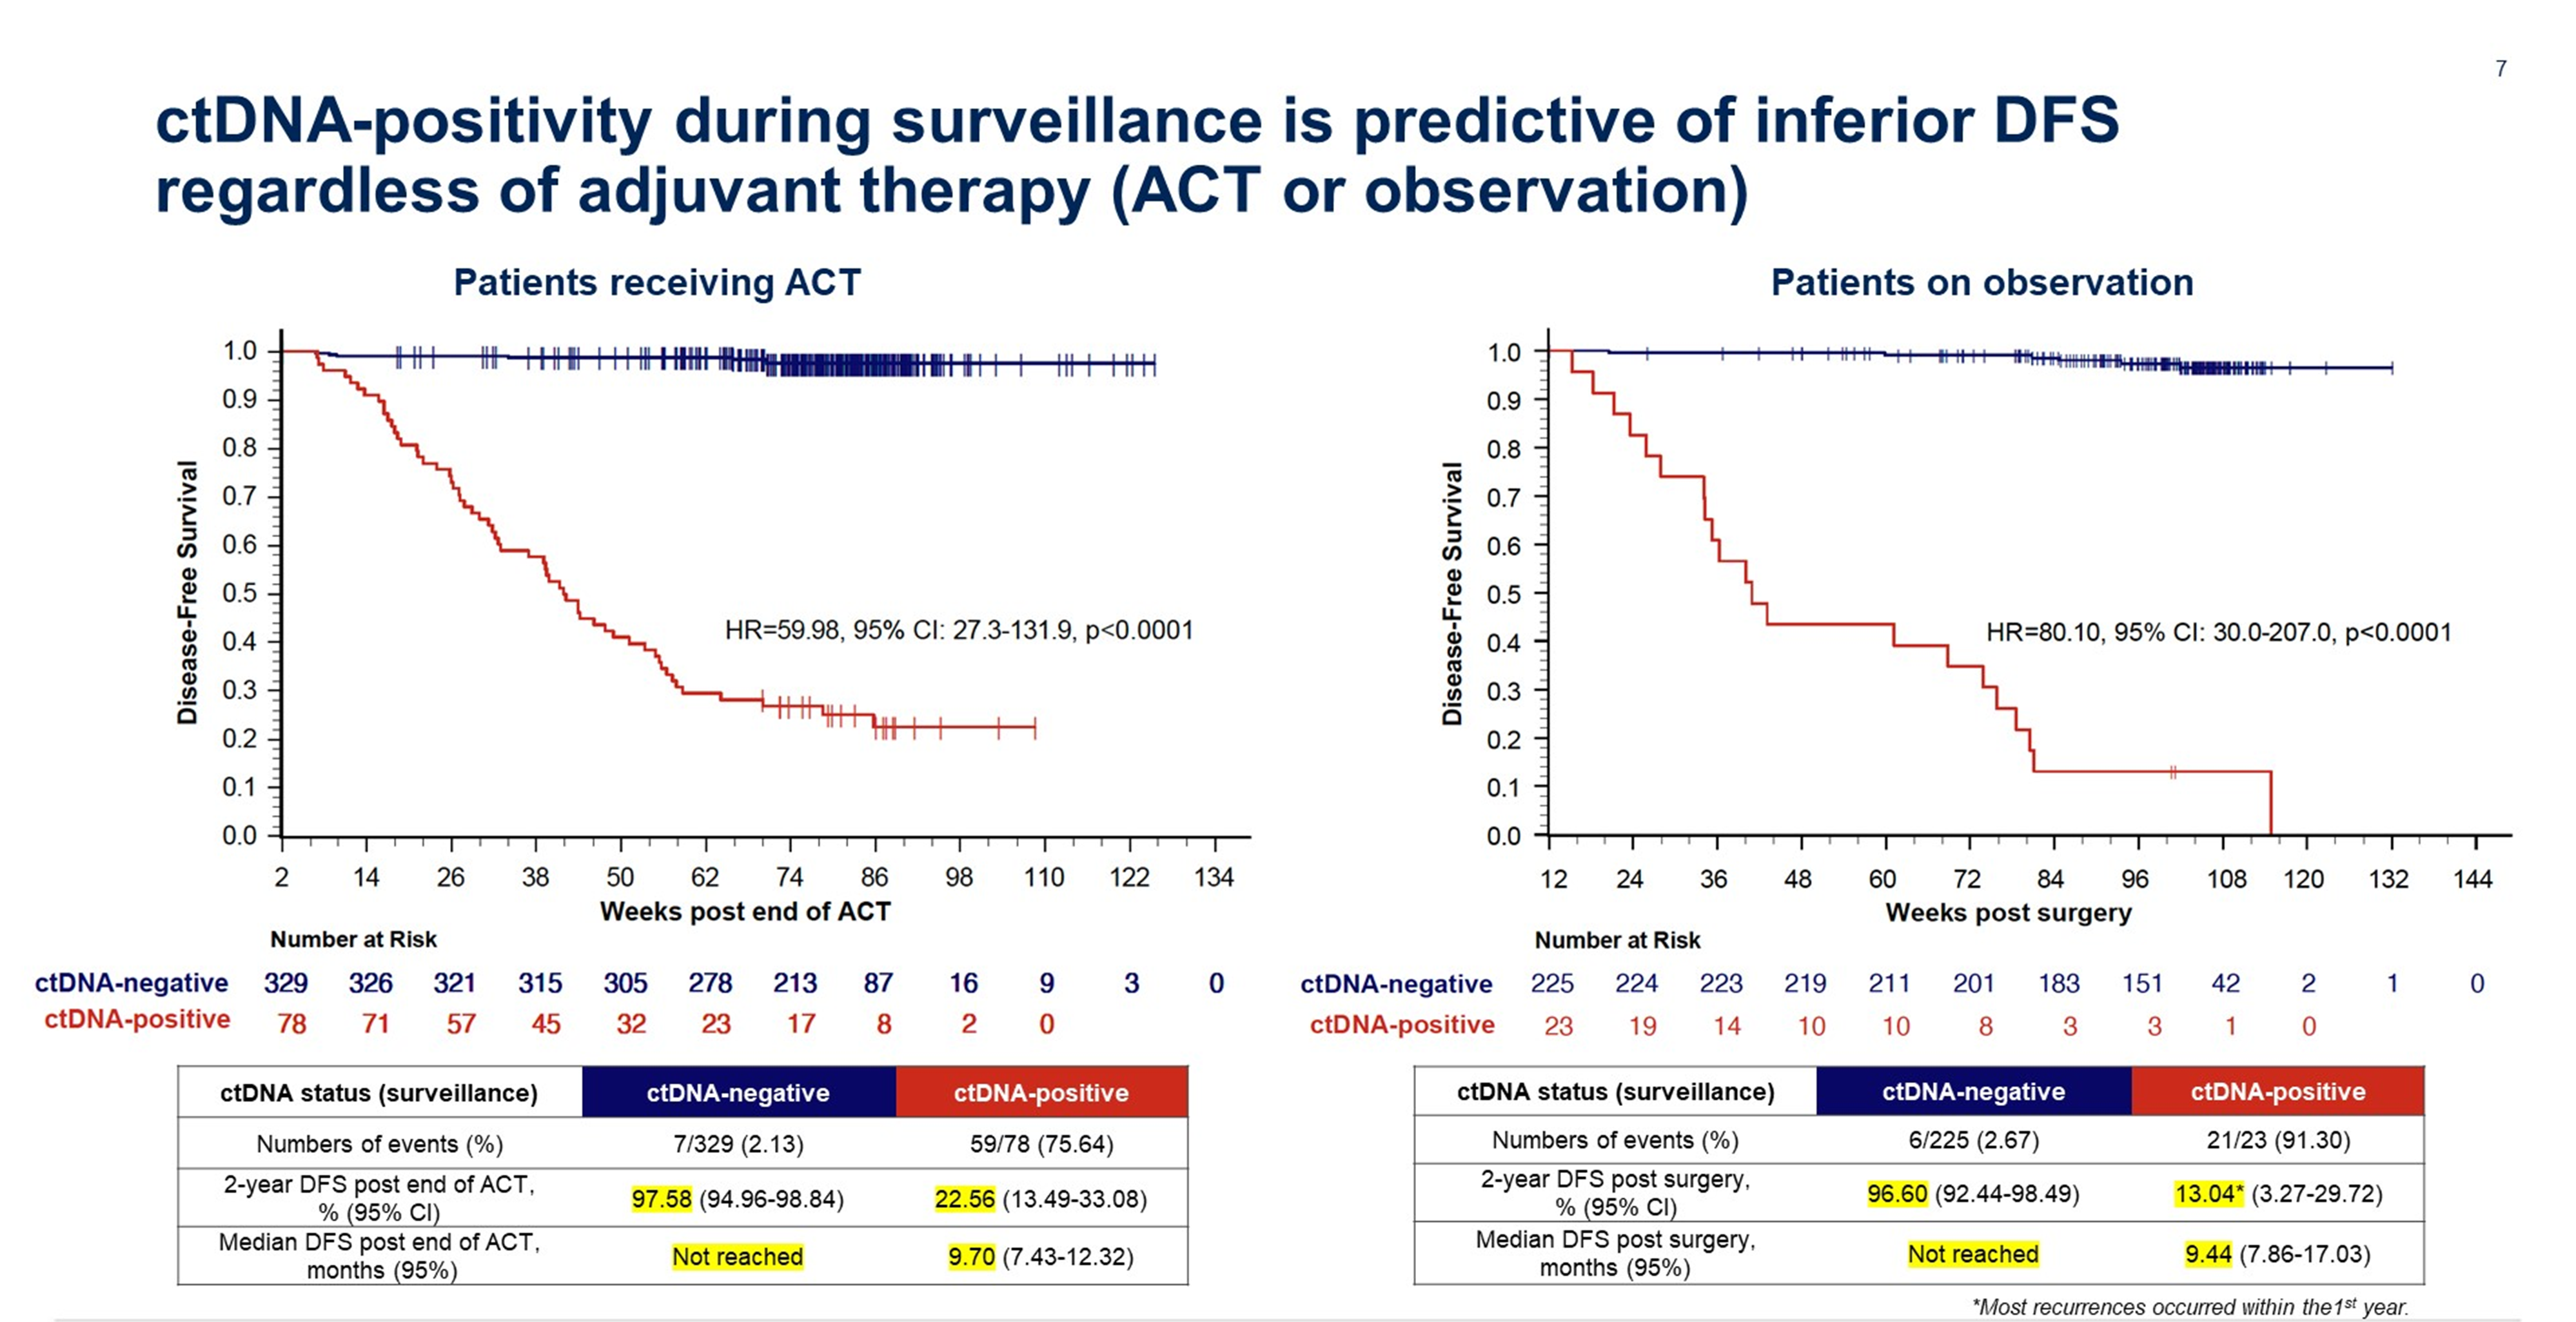 7
ctDNA-positivity during surveillance is predictive of inferior DFS
regardless of adjuvant therapy (ACT or observation)
Patients receiving ACT
Disease-Free Survival
1.0
0.9
0.8
0.7
0.6
0.5
0.4
0.3
0.2
0.1
0.0
HR=59.98, 95% CI: 27.3-131.9, p<0.0001
2 14 26 38 50 62 74 86 98 110 122 134
Weeks post end of ACT
Number at Risk
ctDNA-negative 329 326 321 315 305 278 213 87 16 9 3 0
ctDNA-positive 78 71 57 45 32 23 17 8 2 0
ctDNA status (surveillance) ctDNA-negative ctDNA-positive
Numbers of events (%) 7/329 (2.13) 59/78 (75.64)
2-year DFS post end of ACT,
% (95% CI) 97.58 (94.96-98.84) 22.56 (13.49-33.08)
Median DFS post end of ACT,
months (95%) Not reached 9.70 (7.43-12.32)
Patients on observation
Disease-Free Survival
1.0
0.9
0.8
0.7
0.6
0.5
0.4
0.3
0.2
0.1
0.0
HR=80.10, 95% CI: 30.0-207.0, p<0.0001
12 24 36 48 60 72 84 96 108 120 132 144
Weeks post surgery
Number at Risk
ctDNA-negative 225 224 223 219 211 201 183 151 42 2 1 0
ctDNA-positive 23 19 14 10 10 8 3 3 1 0
ctDNA status (surveillance) ctDNA-negative ctDNA-positive
Numbers of events (%) 6/225 (2.67) 21/23 (91.30)
2-year DFS post surgery,
% (95% CI) 96.60 (92.44-98.49) 13.04* (3.27-29.72)
Median DFS post surgery,
months (95%) Not reached 9.44 (7.86-17.03)
*Most recurrences occurred within the1st year.